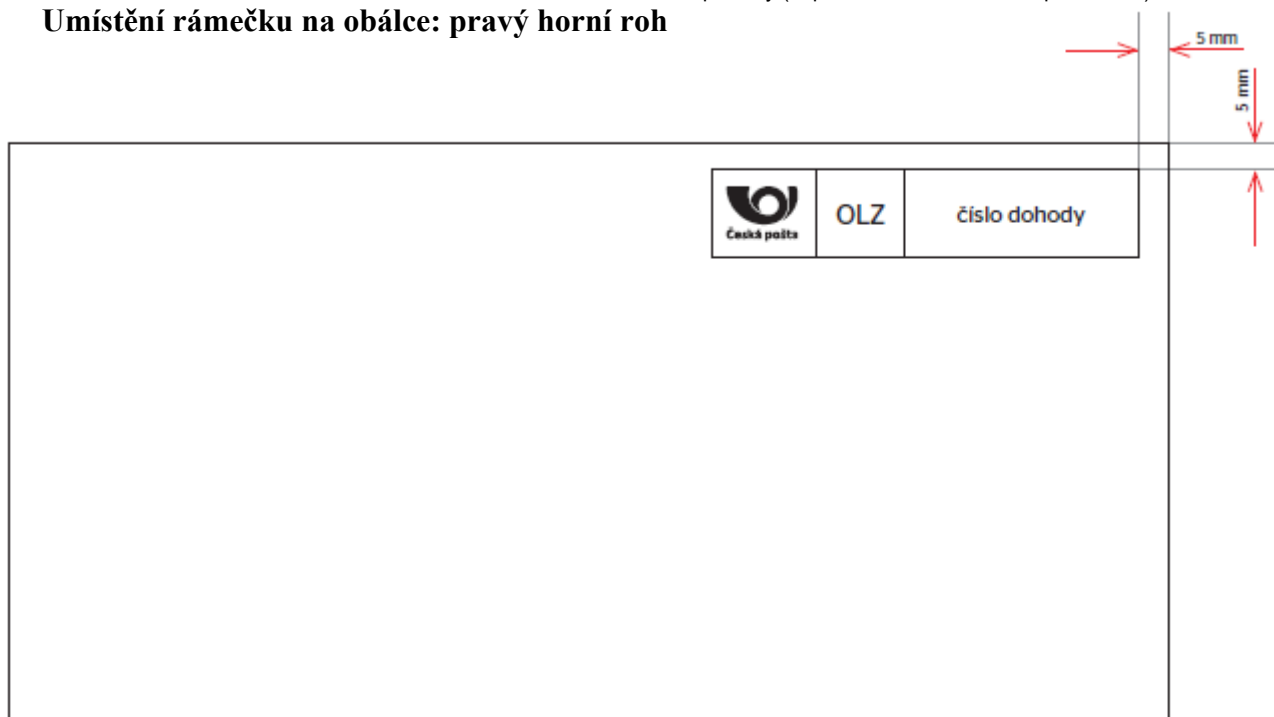 Umístění rámečku na obálce: pravý horní roh
5 mm
5 mm
Česká pošta
OLZ
číslo dohody